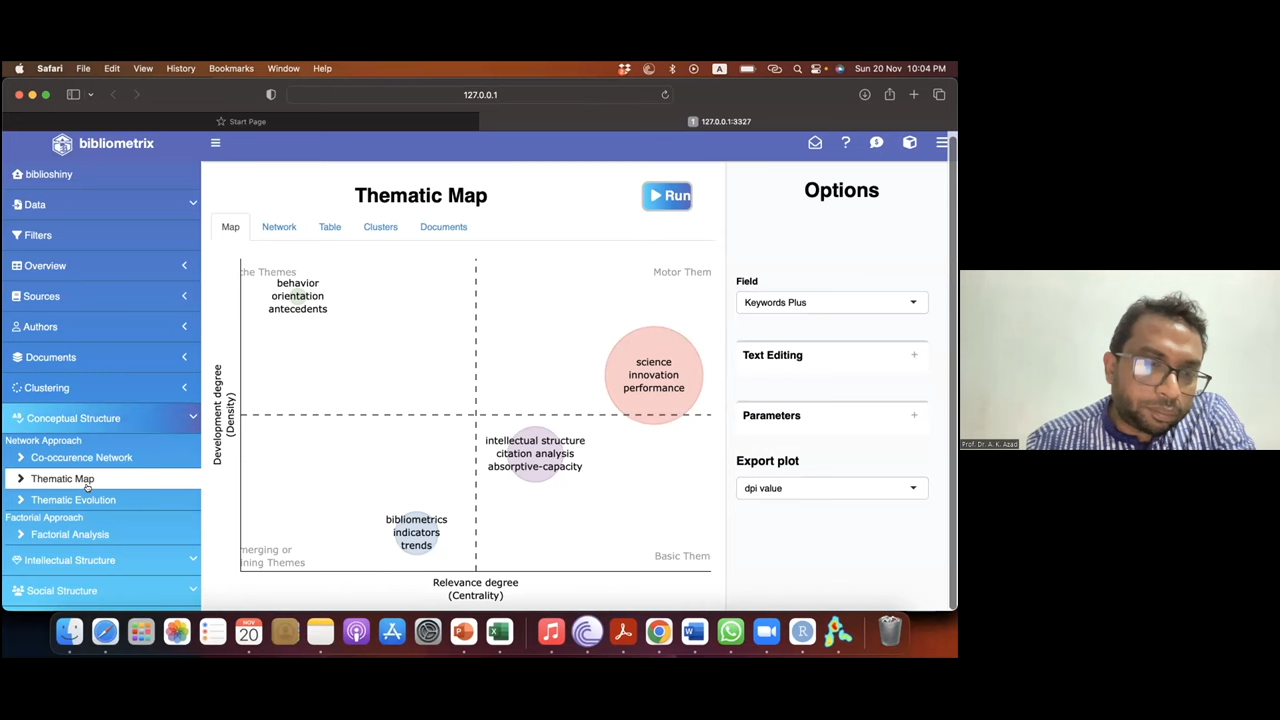 Safari File Edit View History Bookmarks Window Help
A
Sun 20 Nov 10:04 PM
127.0.0.1
Start Page
1 127.0.0.1:3327
bibliometrix
?
biblioshiny
Data
Filters
Overview
Sources
Authors
Documents
Clustering
Conceptual Structure
Network Approach
Co-occurence Network
Thematic Map
Thematic Evolution
Factorial Approach
Factorial Analysis
Intellectual Structure
Social Structure
Thematic Map
Run
Map Network Table Clusters Documents
he Themes
Motor Them
behavior
orientation
antecedents
science
innovation
performance
intellectual structure
citation analysis
absorptive-capacity
bibliometrics
indicators
trends
merging or
ining Themes
Basic Them
Development degree
(Density)
Relevance degree
(Centrality)
Options
Field
Keywords Plus
Text Editing +
Parameters +
Export plot
dpi value
NOV
20
Prof. Dr. A. K. Azad